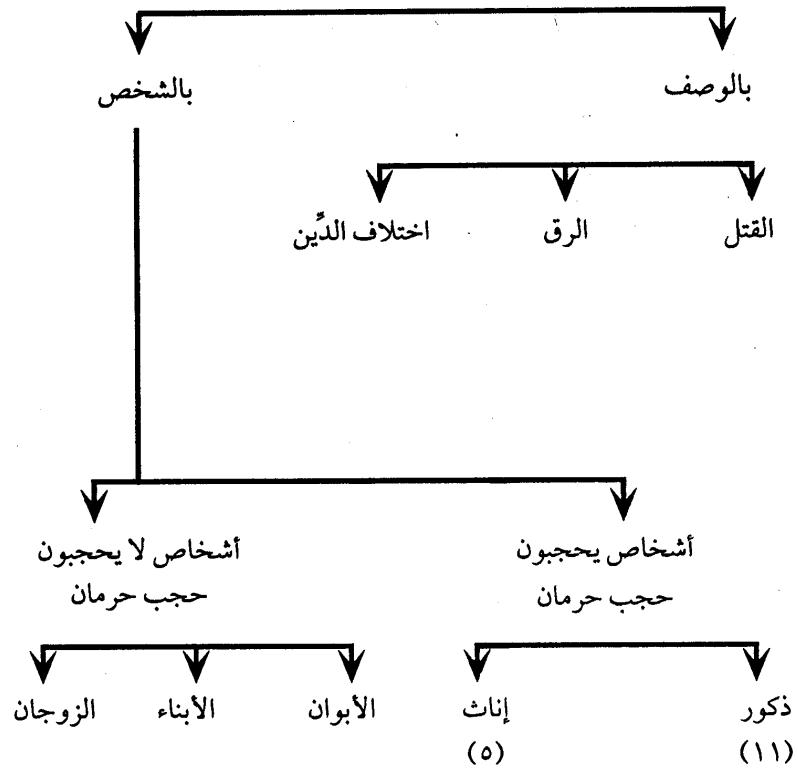 بالوصف
بالشخص
القتل
الرق
اختلاف الدِّين
أشخاص يحجبون
حجب حرمان
أشخاص لا يحجبون
حجب حرمان
ذكور
(١١)
إناث
(٥)
الأبوان
الأبناء
الزوجان